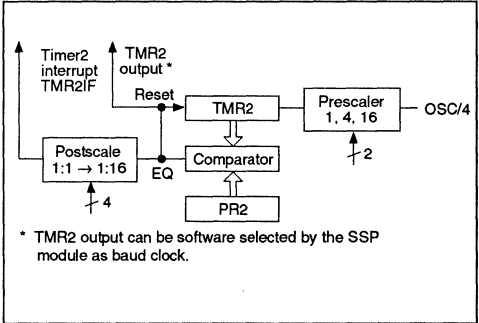 Timer2
interrupt
TMR2IF
TMR2
output *
Reset
TMR2
Prescaler
1, 4, 16
OSC/4
2
Postscale
1:1 → 1:16
4
EQ
Comparator
PR2
* TMR2 output can be software selected by the SSP
module as baud clock.